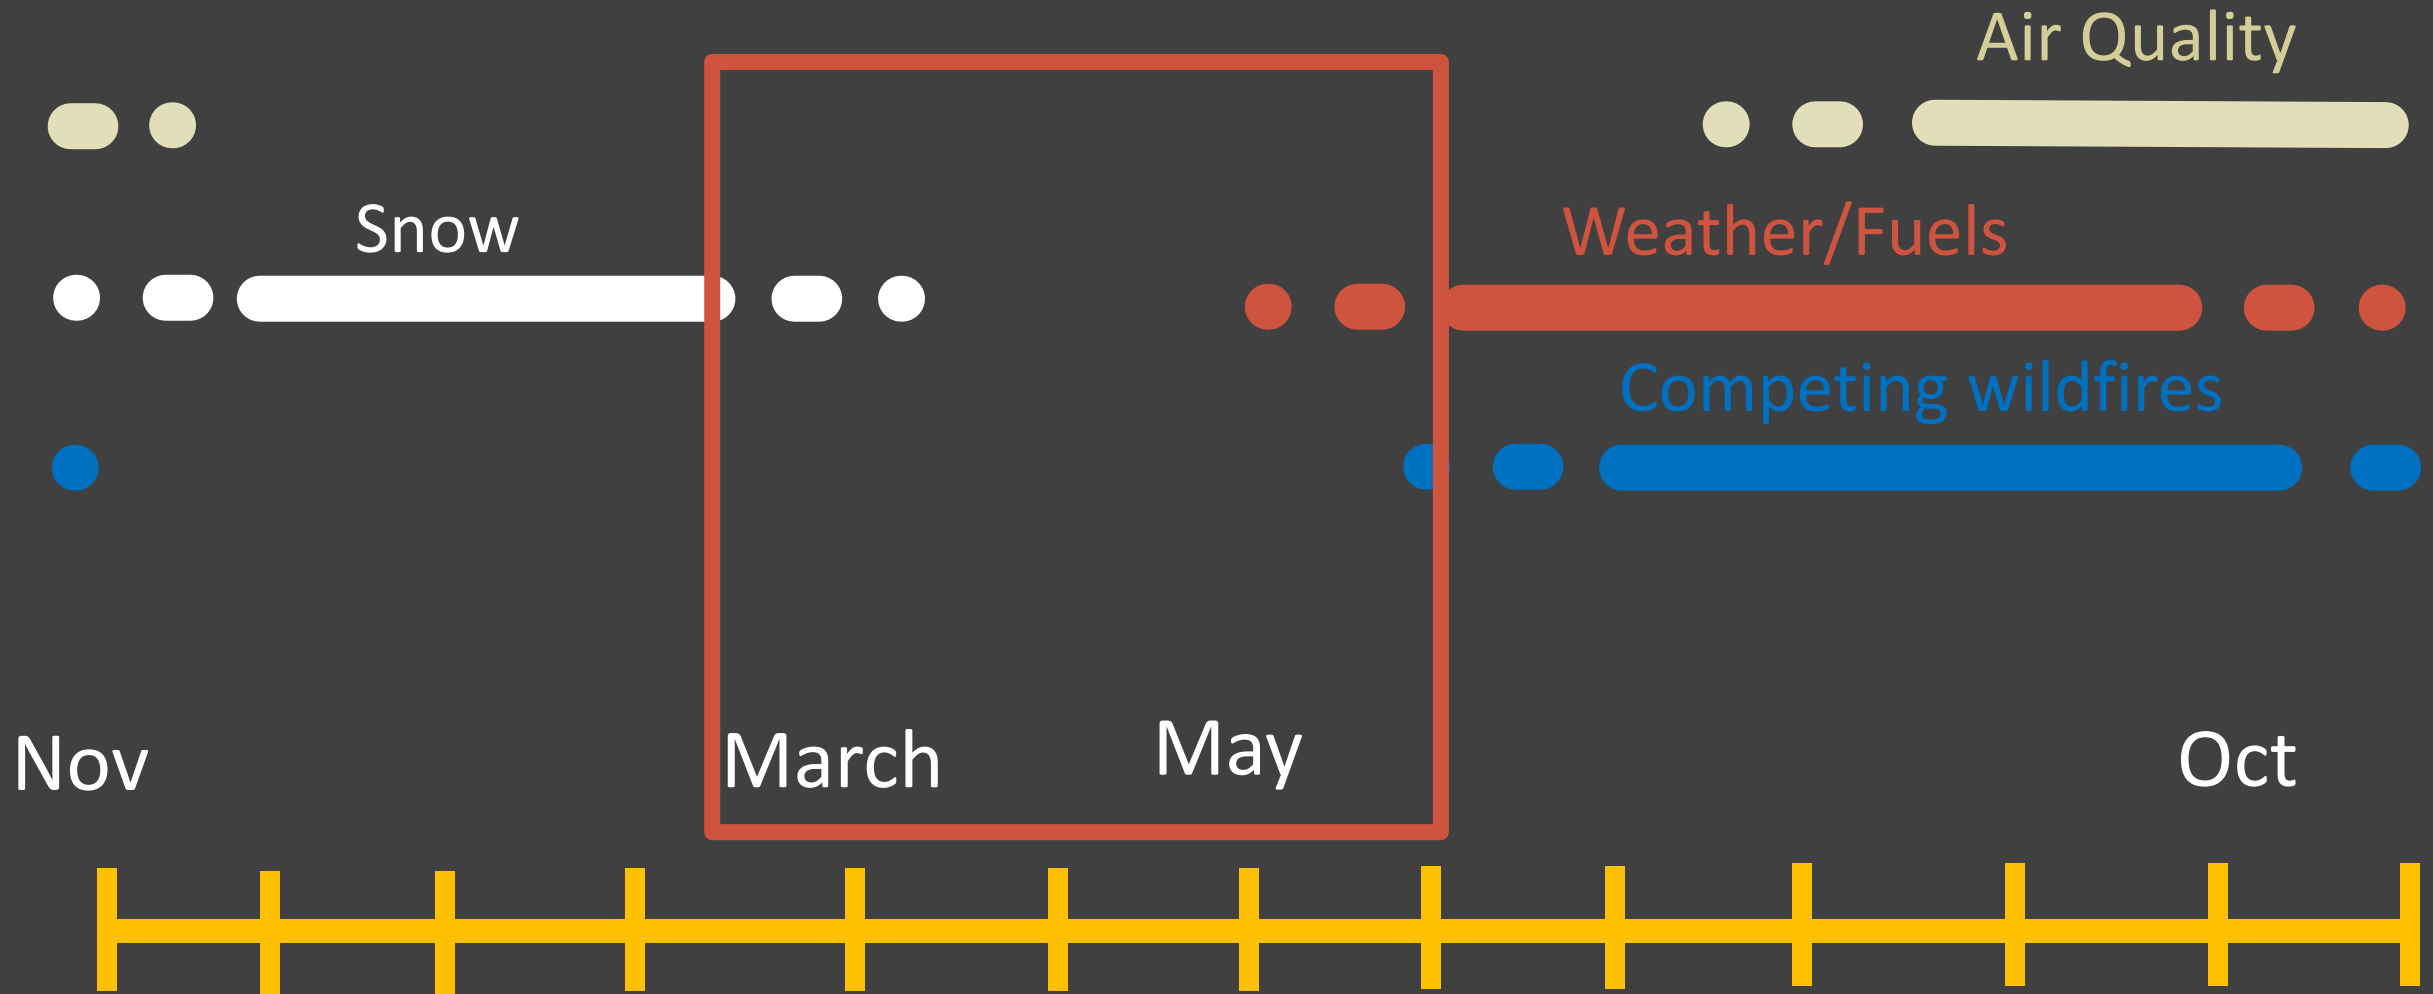 Air Quality
Snow
Weather/Fuels
Competing wildfires
Nov
March
May
Oct